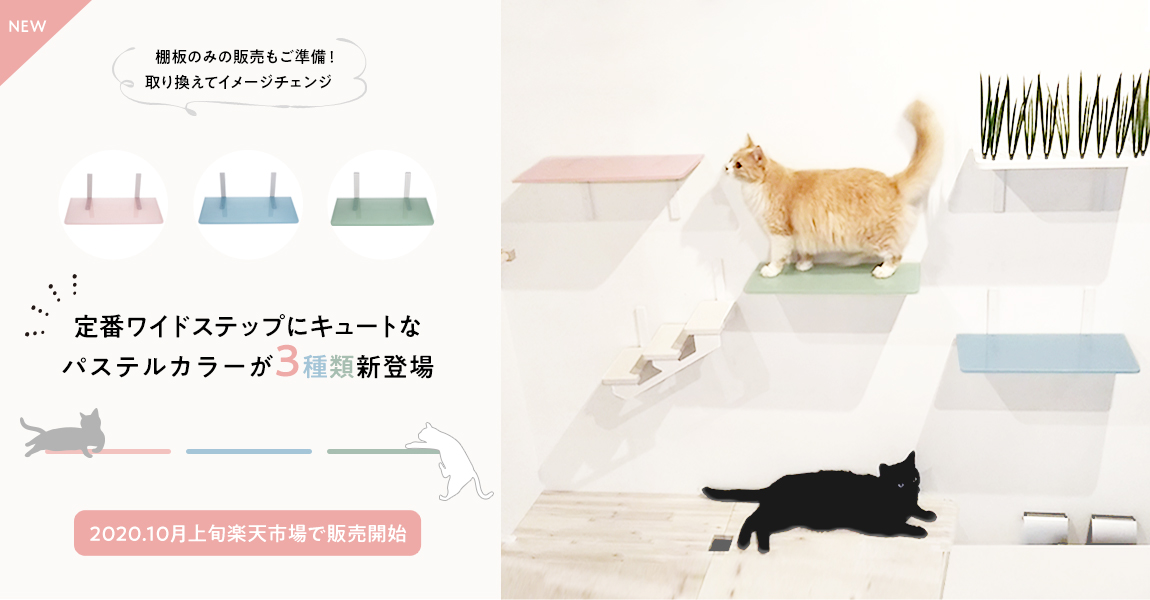 NEW
棚板のみの販売もご準備！
取り換えてイメージチェンジ
定番ワイドステップにキュートな
パステルカラーが3種類新登場
2020.10月上旬楽天市場で販売開始